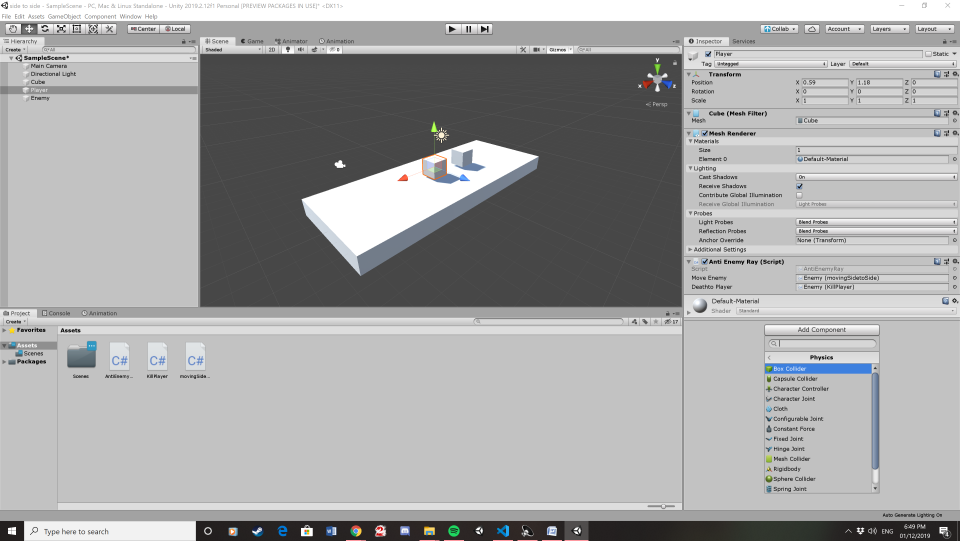 side to side - SampleScene - PC, Mac & Linux Standalone - Unity 2019.2.12f1 Personal [PREVIEW PACKAGES IN USE]* <DX11>
File Edit Assets GameObject Component Window Help
Center Local
Collab Account Layers Layout
Hierarchy
Create All
SampleScene*
Main Camera
Directional Light
Cube
Player
Enemy
Scene Game Animator Animation
Shaded 2D 0 Gizmos All
y
x z
Persp
Inspector Services
Player Static
Tag Untagged Layer Default
Transform
Position X 0.59 Y 1.18 Z 0
Rotation X 0 Y 0 Z 0
Scale X 1 Y 1 Z 1
Cube (Mesh Filter)
Mesh Cube
Mesh Renderer
Materials
Size 1
Element 0 Default-Material
Lighting
Cast Shadows On
Receive Shadows
Contribute Global Illumination
Receive Global Illumination Light Probes
Probes
Light Probes Blend Probes
Reflection Probes Blend Probes
Anchor Override None (Transform)
Additional Settings
Anti Enemy Ray (Script)
Script AntiEnemyRay
Move Enemy Enemy (movingSidetoSide)
Deathto Player Enemy (KillPlayer)
Default-Material
Shader Standard
Add Component
Physics
Box Collider
Capsule Collider
Character Controller
Character Joint
Cloth
Configurable Joint
Constant Force
Fixed Joint
Hinge Joint
Mesh Collider
Rigidbody
Sphere Collider
Spring Joint
Project Console Animation
Create 17
Favorites
Assets
Scenes
Packages
Assets
C# C# C#
Scenes AntiEnemy... KillPlayer movingSide...
Auto Generate Lighting On
Type here to search
ENG
6:49 PM
01/12/2019
4